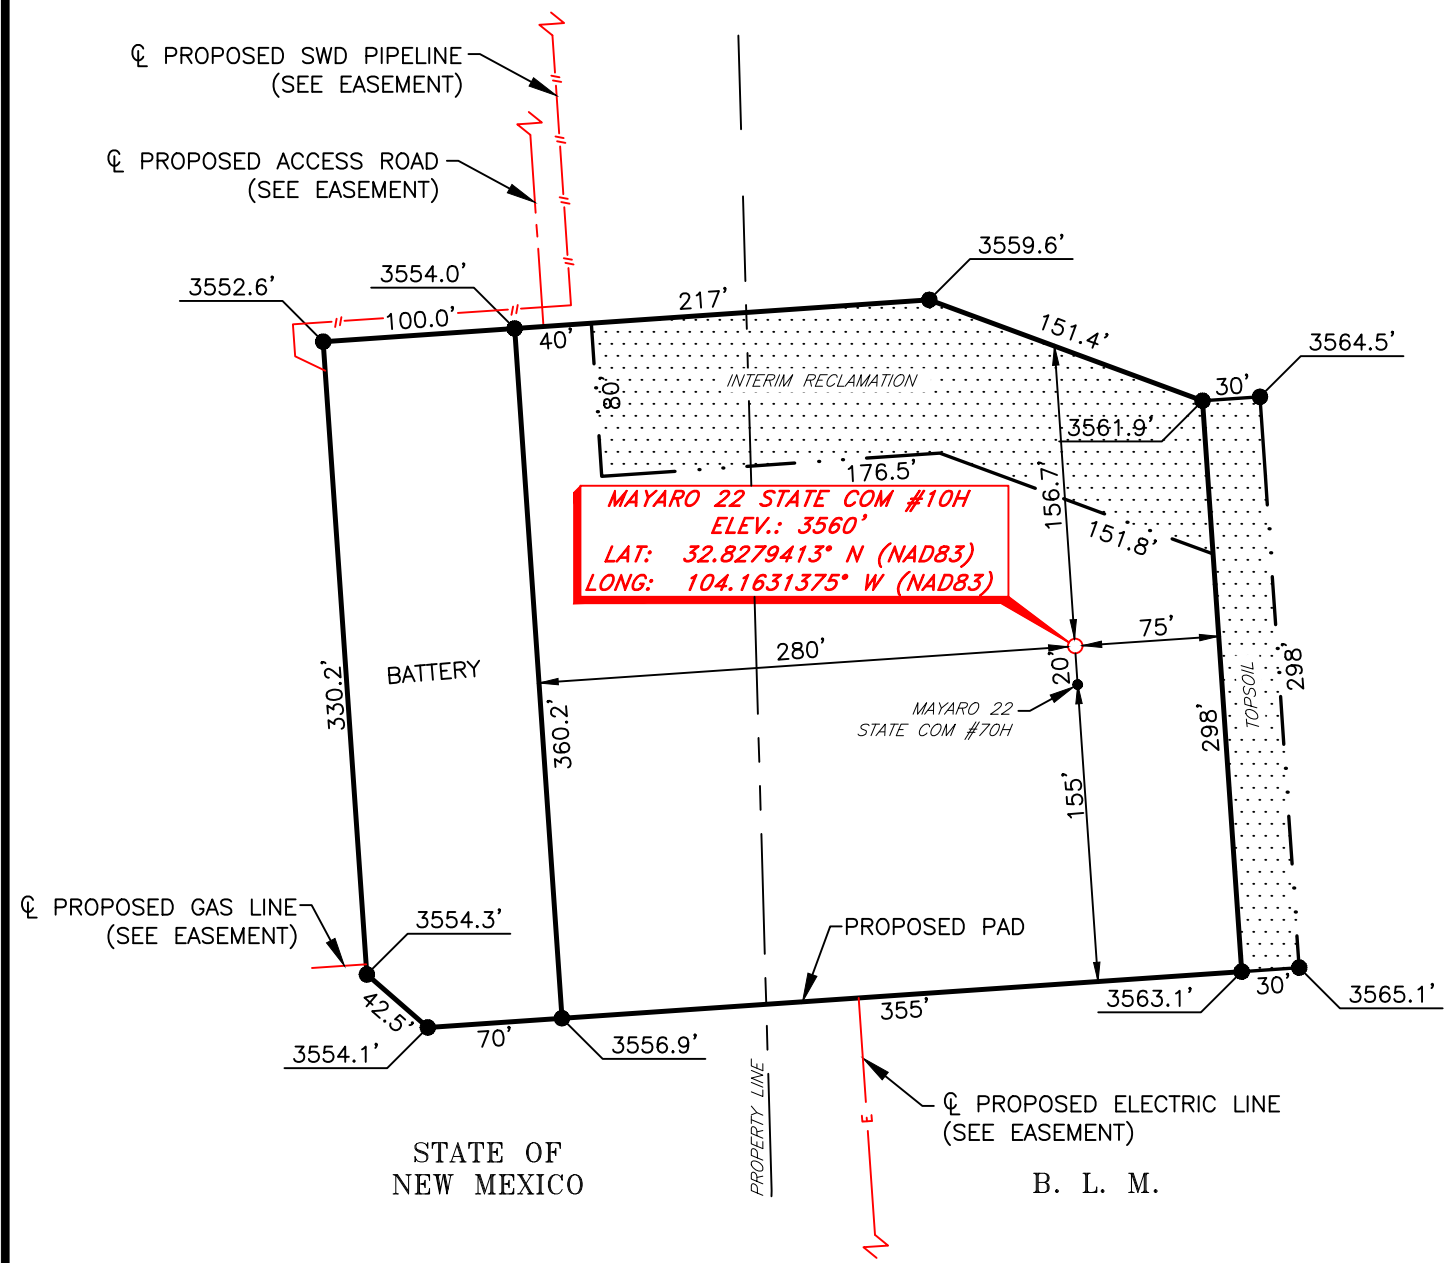 ℄ PROPOSED SWD PIPELINE
(SEE EASEMENT)
℄ PROPOSED ACCESS ROAD
(SEE EASEMENT)
3552.6'
3554.0'
3559.6'
3564.5'
100.0'
40'
217'
151.4'
30'
3561.9'
80'
INTERIM RECLAMATION
176.5'
156.7'
151.8'
MAYARO 22 STATE COM #10H
ELEV.: 3560'
LAT: 32.8279413° N (NAD83)
LONG: 104.1631375° W (NAD83)
75'
280'
20'
MAYARO 22
STATE COM #70H
BATTERY
330.2'
360.2'
155'
298'
TOPSOIL
298'
℄ PROPOSED GAS LINE
(SEE EASEMENT)
3554.3'
PROPOSED PAD
42.5'
70'
3554.1'
3556.9'
355'
3563.1'
30'
3565.1'
PROPERTY LINE
E
℄ PROPOSED ELECTRIC LINE
(SEE EASEMENT)
STATE OF
NEW MEXICO
B. L. M.